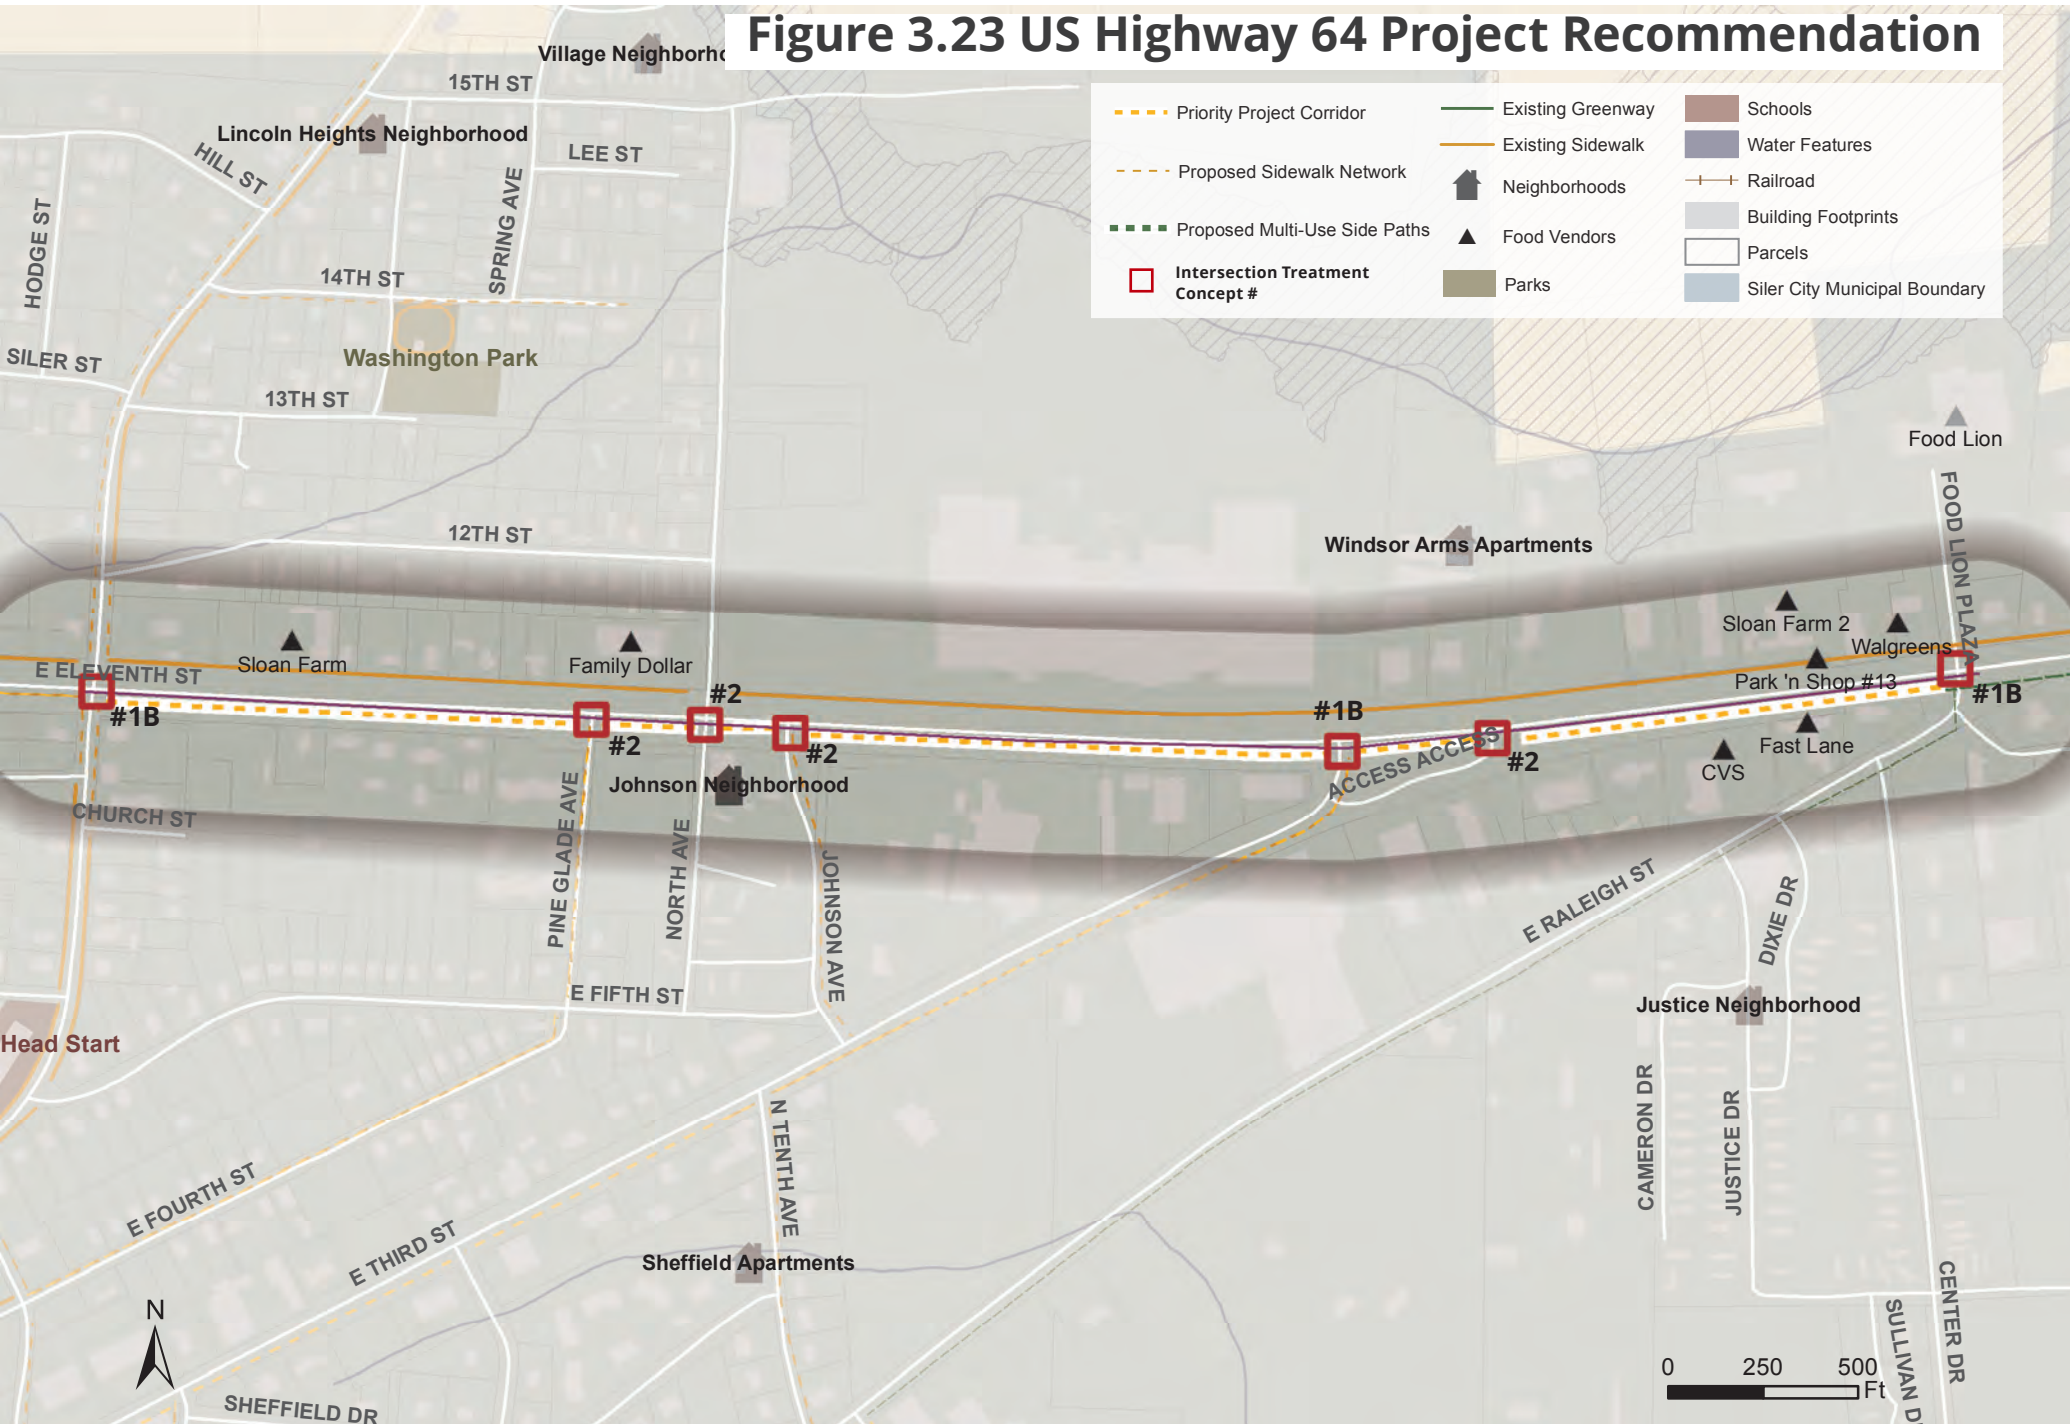 Figure 3.23 US Highway 64 Project Recommendation
Priority Project Corridor
Proposed Sidewalk Network
Proposed Multi-Use Side Paths
Intersection Treatment
Concept #
Existing Greenway
Existing Sidewalk
Neighborhoods
Food Vendors
Parks
Schools
Water Features
Railroad
Building Footprints
Parcels
Siler City Municipal Boundary
Village Neighborho
15TH ST
Lincoln Heights Neighborhood
HILL ST
LEE ST
HODGE ST
SPRING AVE
14TH ST
Washington Park
SILER ST
13TH ST
12TH ST
Food Lion
FOOD LION PLAZA
Windsor Arms Apartments
Sloan Farm
Family Dollar
Sloan Farm 2
Walgreens
E ELEVENTH ST
Park 'n Shop #13
#1B
#2
#2
#2
#1B
#2
#1B
ACCESS ACCESS
Fast Lane
CVS
Johnson Neighborhood
CHURCH ST
PINE GLADE AVE
NORTH AVE
JOHNSON AVE
E RALEIGH ST
DIXIE DR
E FIFTH ST
Justice Neighborhood
Head Start
CAMERON DR
JUSTICE DR
N TENTH AVE
E FOURTH ST
E THIRD ST
Sheffield Apartments
CENTER DR
SULLIVAN D
N
SHEFFIELD DR
0 250 500
Ft